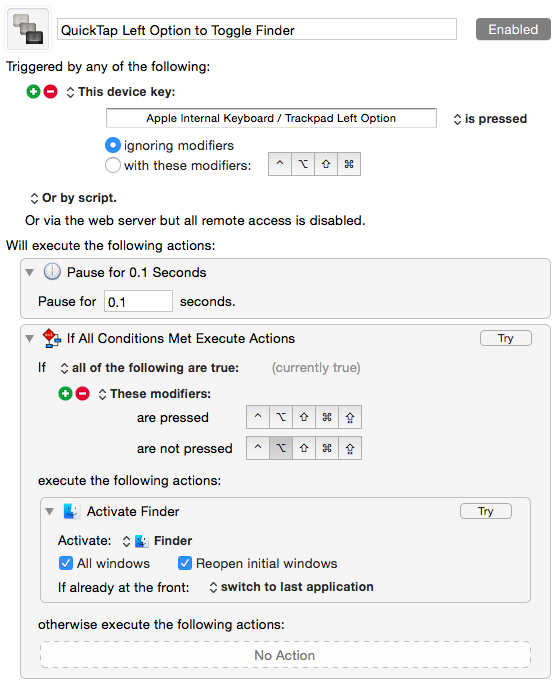 QuickTap Left Option to Toggle Finder Enabled
Triggered by any of the following:
This device key:
Apple Internal Keyboard / Trackpad Left Option is pressed
ignoring modifiers
with these modifiers: ^ ⌥ ⇧ ⌘
Or by script.
Or via the web server but all remote access is disabled.
Will execute the following actions:
Pause for 0.1 Seconds
Pause for 0.1 seconds.
If All Conditions Met Execute Actions Try
If all of the following are true: (currently true)
These modifiers:
are pressed ^ ⌥ ⇧ ⌘ ⇪
are not pressed ^ ⌥ ⇧ ⌘ ⇪
execute the following actions:
Activate Finder Try
Activate: Finder
All windows Reopen initial windows
If already at the front: switch to last application
otherwise execute the following actions:
No Action